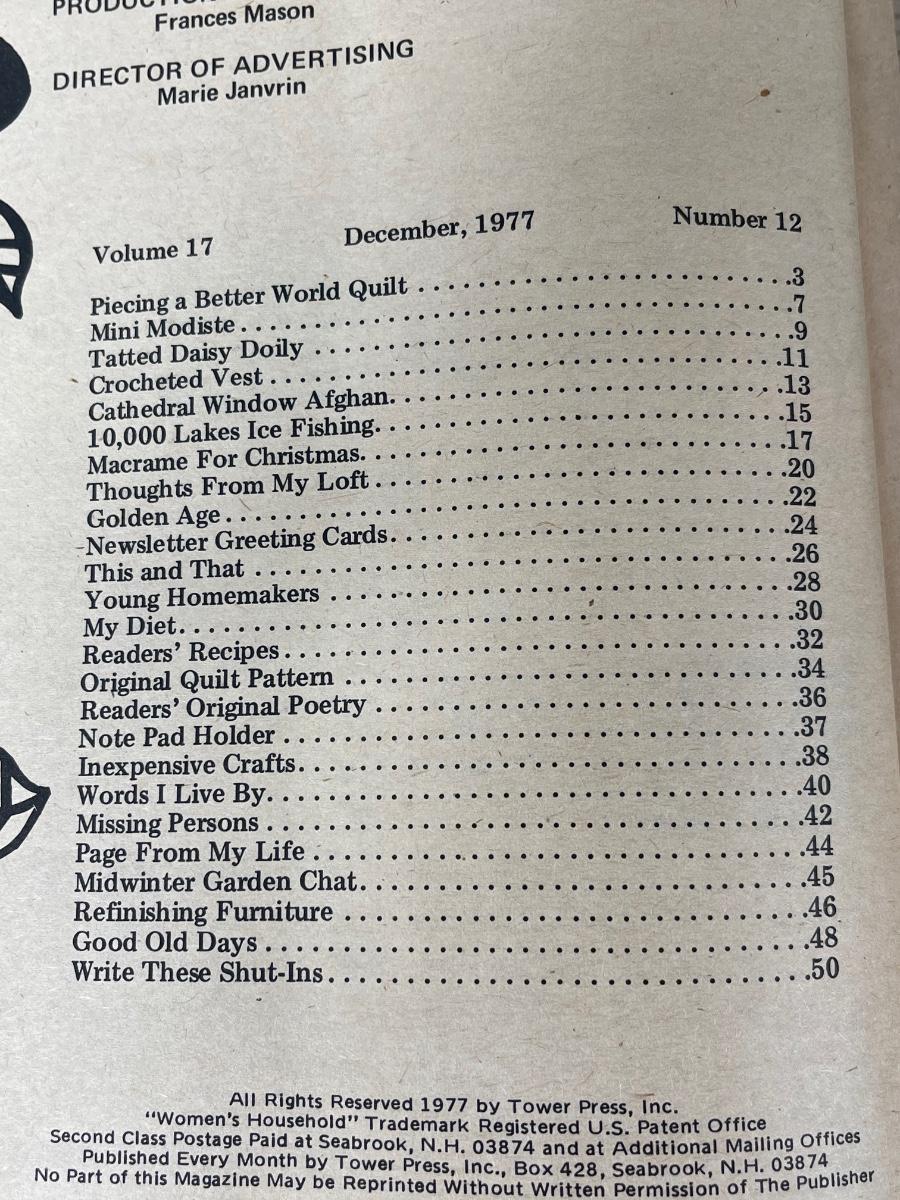 PRODUCTION
Frances Mason
DIRECTOR OF ADVERTISING
Marie Janvrin
Volume 17 December, 1977 Number 12
Piecing a Better World Quilt . . . . . . . . . . 3
Mini Modiste . . . . . . . . . . 7
Tatted Daisy Doily . . . . . . . . . . 9
Crocheted Vest . . . . . . . . . . 11
Cathedral Window Afghan . . . . . . . . . . 13
10,000 Lakes Ice Fishing . . . . . . . . . . 15
Macrame For Christmas . . . . . . . . . . 17
Thoughts From My Loft . . . . . . . . . . 20
Golden Age . . . . . . . . . . 22
Newsletter Greeting Cards . . . . . . . . . . 24
This and That . . . . . . . . . . 26
Young Homemakers . . . . . . . . . . 28
My Diet . . . . . . . . . . 30
Readers' Recipes . . . . . . . . . . 32
Original Quilt Pattern . . . . . . . . . . 34
Readers' Original Poetry . . . . . . . . . . 36
Note Pad Holder . . . . . . . . . . 37
Inexpensive Crafts . . . . . . . . . . 38
Words I Live By . . . . . . . . . . 40
Missing Persons . . . . . . . . . . 42
Page From My Life . . . . . . . . . . 44
Midwinter Garden Chat . . . . . . . . . . 45
Refinishing Furniture . . . . . . . . . . 46
Good Old Days . . . . . . . . . . 48
Write These Shut-Ins . . . . . . . . . . 50
All Rights Reserved 1977 by Tower Press, Inc.
"Women's Household" Trademark Registered U.S. Patent Office
Second Class Postage Paid at Seabrook, N.H. 03874 and at Additional Mailing Offices
Published Every Month by Tower Press, Inc., Box 428, Seabrook, N.H. 03874
No Part of this Magazine May be Reprinted Without Written Permission of The Publisher